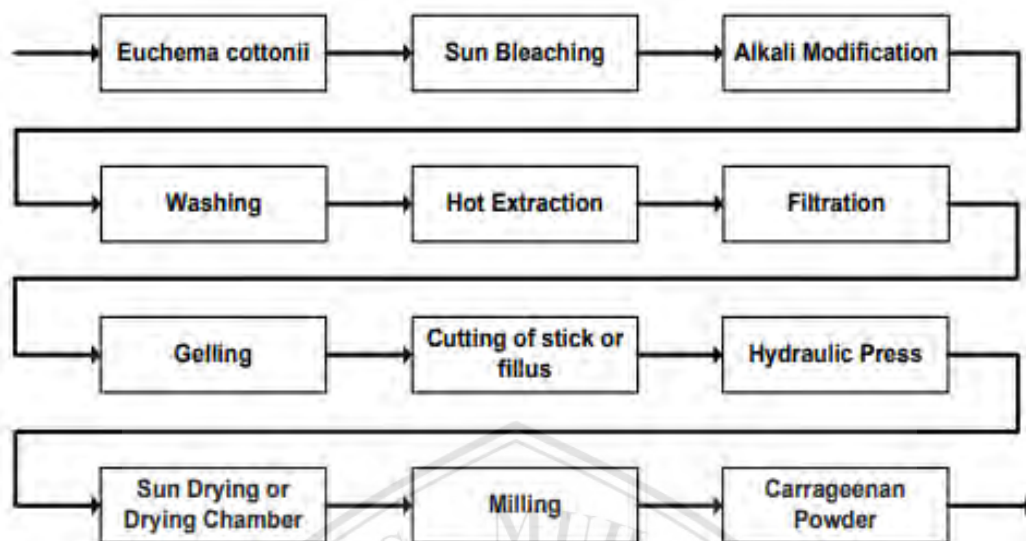 Euchema cottonii
Sun Bleaching
Alkali Modification
Washing
Hot Extraction
Filtration
Gelling
Cutting of stick or
fillus
Hydraulic Press
Sun Drying or
Drying Chamber
Milling
Carrageenan
Powder